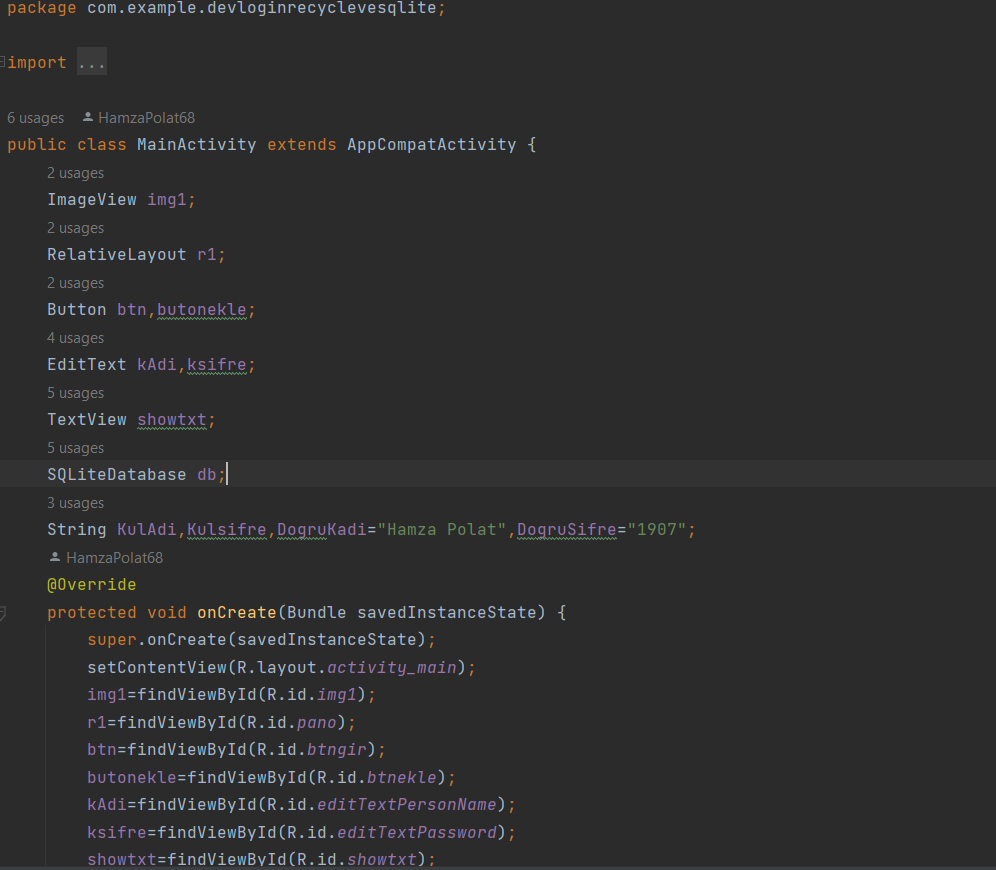 package com.example.devloginrecyclevesqlite;
import ...
6 usages HamzaPolat68
public class MainActivity extends AppCompatActivity {
2 usages
ImageView img1;
2 usages
RelativeLayout r1;
2 usages
Button btn,butonekle;
4 usages
EditText kAdi,ksifre;
5 usages
TextView showtxt;
5 usages
SQLiteDatabase db;
3 usages
String KulAdi,Kulsifre,DogruKadi="Hamza Polat",DogruSifre="1907";
HamzaPolat68
@Override
protected void onCreate(Bundle savedInstanceState) {
super.onCreate(savedInstanceState);
setContentView(R.layout.activity_main);
img1=findViewById(R.id.img1);
r1=findViewById(R.id.pano);
btn=findViewById(R.id.btngir);
butonekle=findViewById(R.id.btnekle);
kAdi=findViewById(R.id.editTextPersonName);
ksifre=findViewById(R.id.editTextPassword);
showtxt=findViewById(R.id.showtxt);